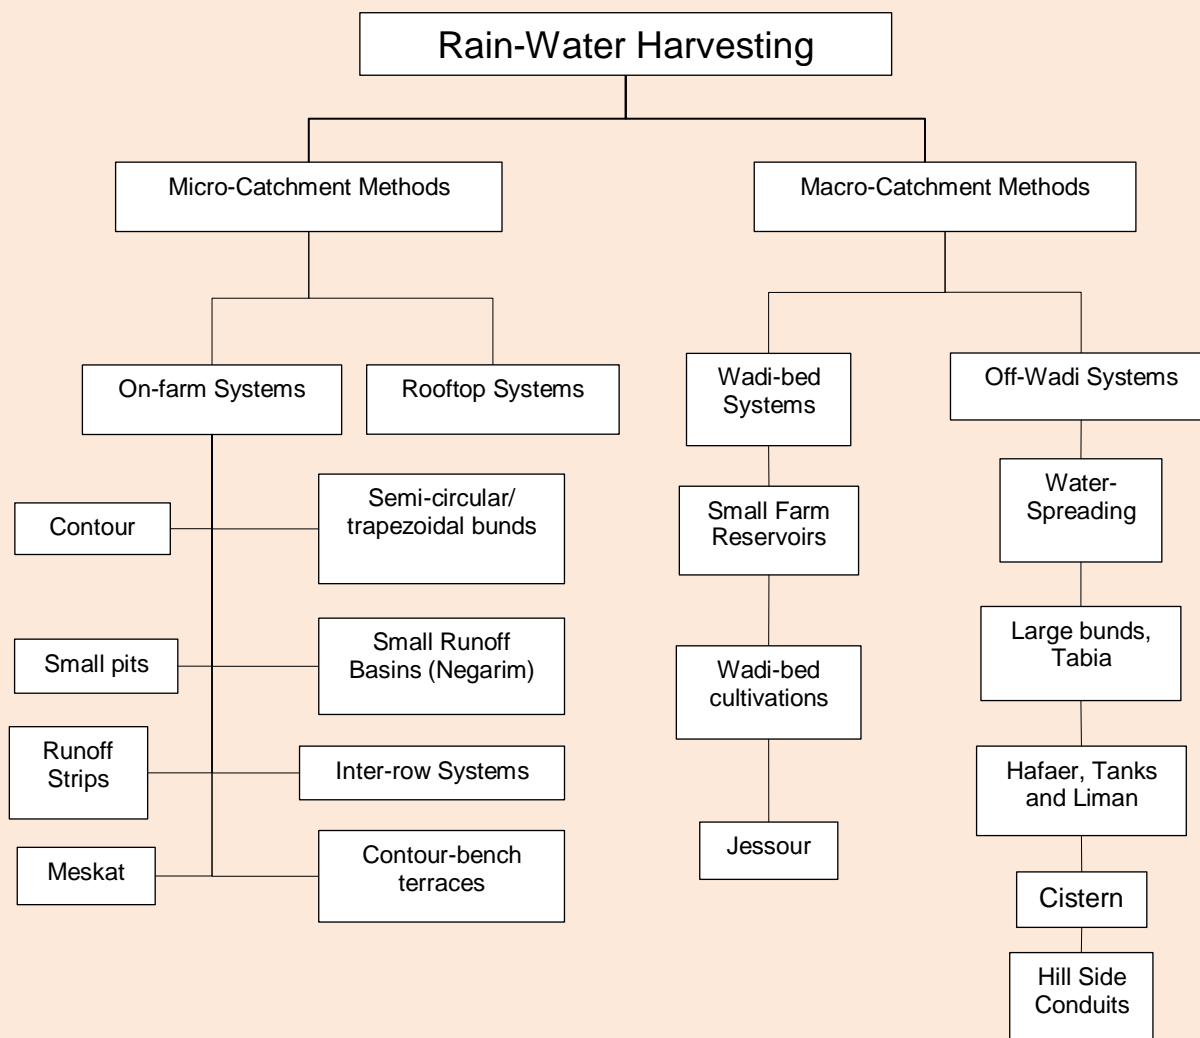 Rain-Water Harvesting
Micro-Catchment Methods
Macro-Catchment Methods
On-farm Systems
Rooftop Systems
Wadi-bed
Systems
Off-Wadi Systems
Contour
Semi-circular/
trapezoidal bunds
Small pits
Small Runoff
Basins (Negarim)
Runoff
Strips
Inter-row Systems
Meskat
Contour-bench
terraces
Small Farm
Reservoirs
Wadi-bed
cultivations
Jessour
Water-
Spreading
Large bunds,
Tabia
Hafaer, Tanks
and Liman
Cistern
Hill Side
Conduits